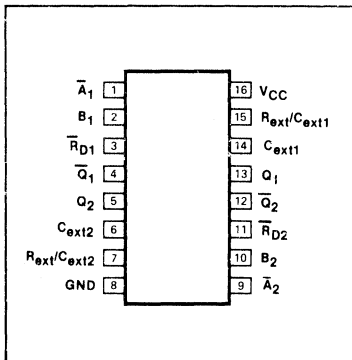 A̅1 1 16 VCC
B1 2 15 Rext/Cext1
R̅D1 3 14 Cext1
Q̅1 4 13 Q1
Q2 5 12 Q̅2
Cext2 6 11 R̅D2
Rext/Cext2 7 10 B2
GND 8 9 A̅2